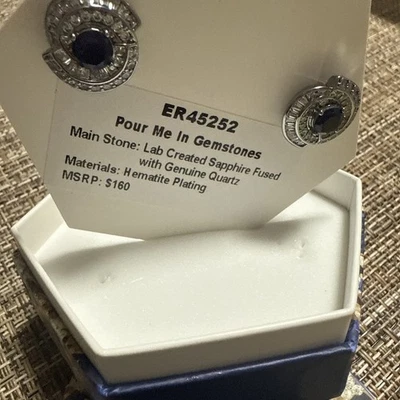 ER45252
Pour Me In Gemstones
Main Stone: Lab Created Sapphire Fused
with Genuine Quartz
Materials: Hematite Plating
MSRP: $160